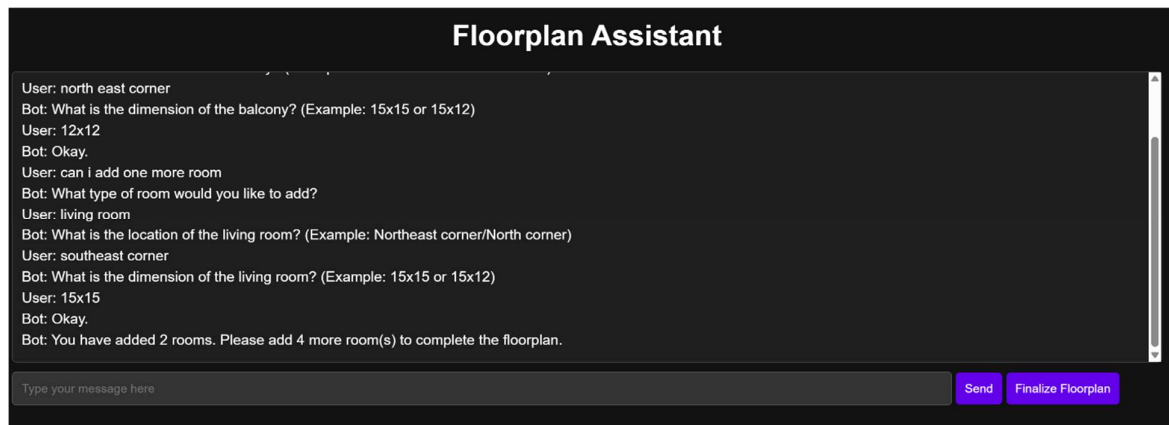 Floorplan Assistant
User: north east corner
Bot: What is the dimension of the balcony? (Example: 15x15 or 15x12)
User: 12x12
Bot: Okay.
User: can i add one more room
Bot: What type of room would you like to add?
User: living room
Bot: What is the location of the living room? (Example: Northeast corner/North corner)
User: southeast corner
Bot: What is the dimension of the living room? (Example: 15x15 or 15x12)
User: 15x15
Bot: Okay.
Bot: You have added 2 rooms. Please add 4 more room(s) to complete the floorplan.
Type your message here
Send
Finalize Floorplan